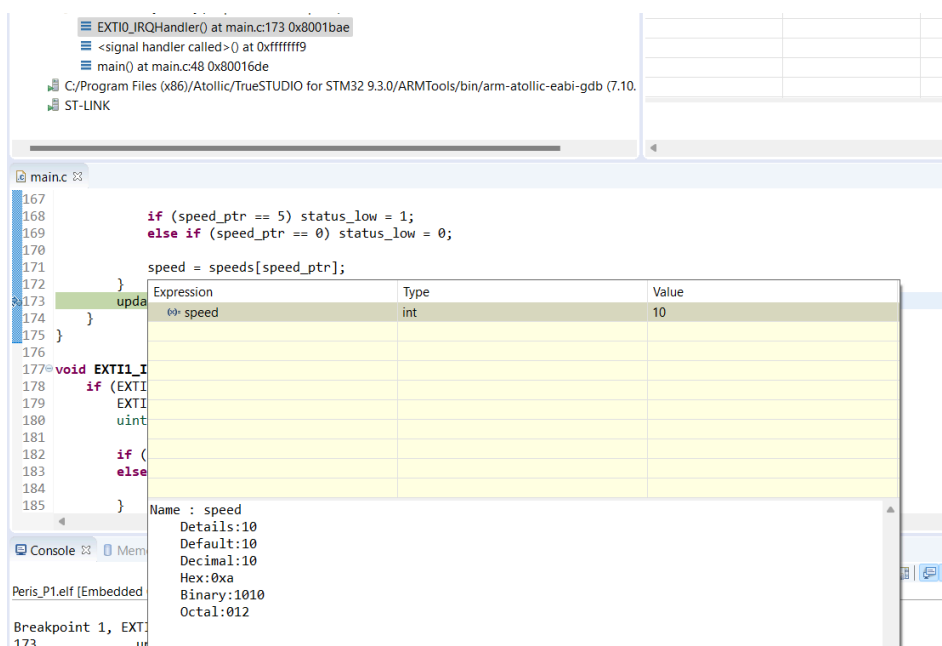 EXTI0_IRQHandler() at main.c:173 0x8001bae
<signal handler called>() at 0xfffffff9
main() at main.c:48 0x80016de
C:/Program Files (x86)/Atollic/TrueSTUDIO for STM32 9.3.0/ARMTools/bin/arm-atollic-eabi-gdb (7.10.
ST-LINK
main.c
167
168 if (speed_ptr == 5) status_low = 1;
169 else if (speed_ptr == 0) status_low = 0;
170
171 speed = speeds[speed_ptr];
172 }
173 upda
174 }
175 }
176
177 void EXTI1_I
178 if (EXTI
179 EXTI
180 uint
181
182 if (
183 else
184
185 }
Expression Type Value
(x)= speed int 10
Name : speed
Details:10
Default:10
Decimal:10
Hex:0xa
Binary:1010
Octal:012
Console Mem
Peris_P1.elf [Embedded
Breakpoint 1, EXTI
173